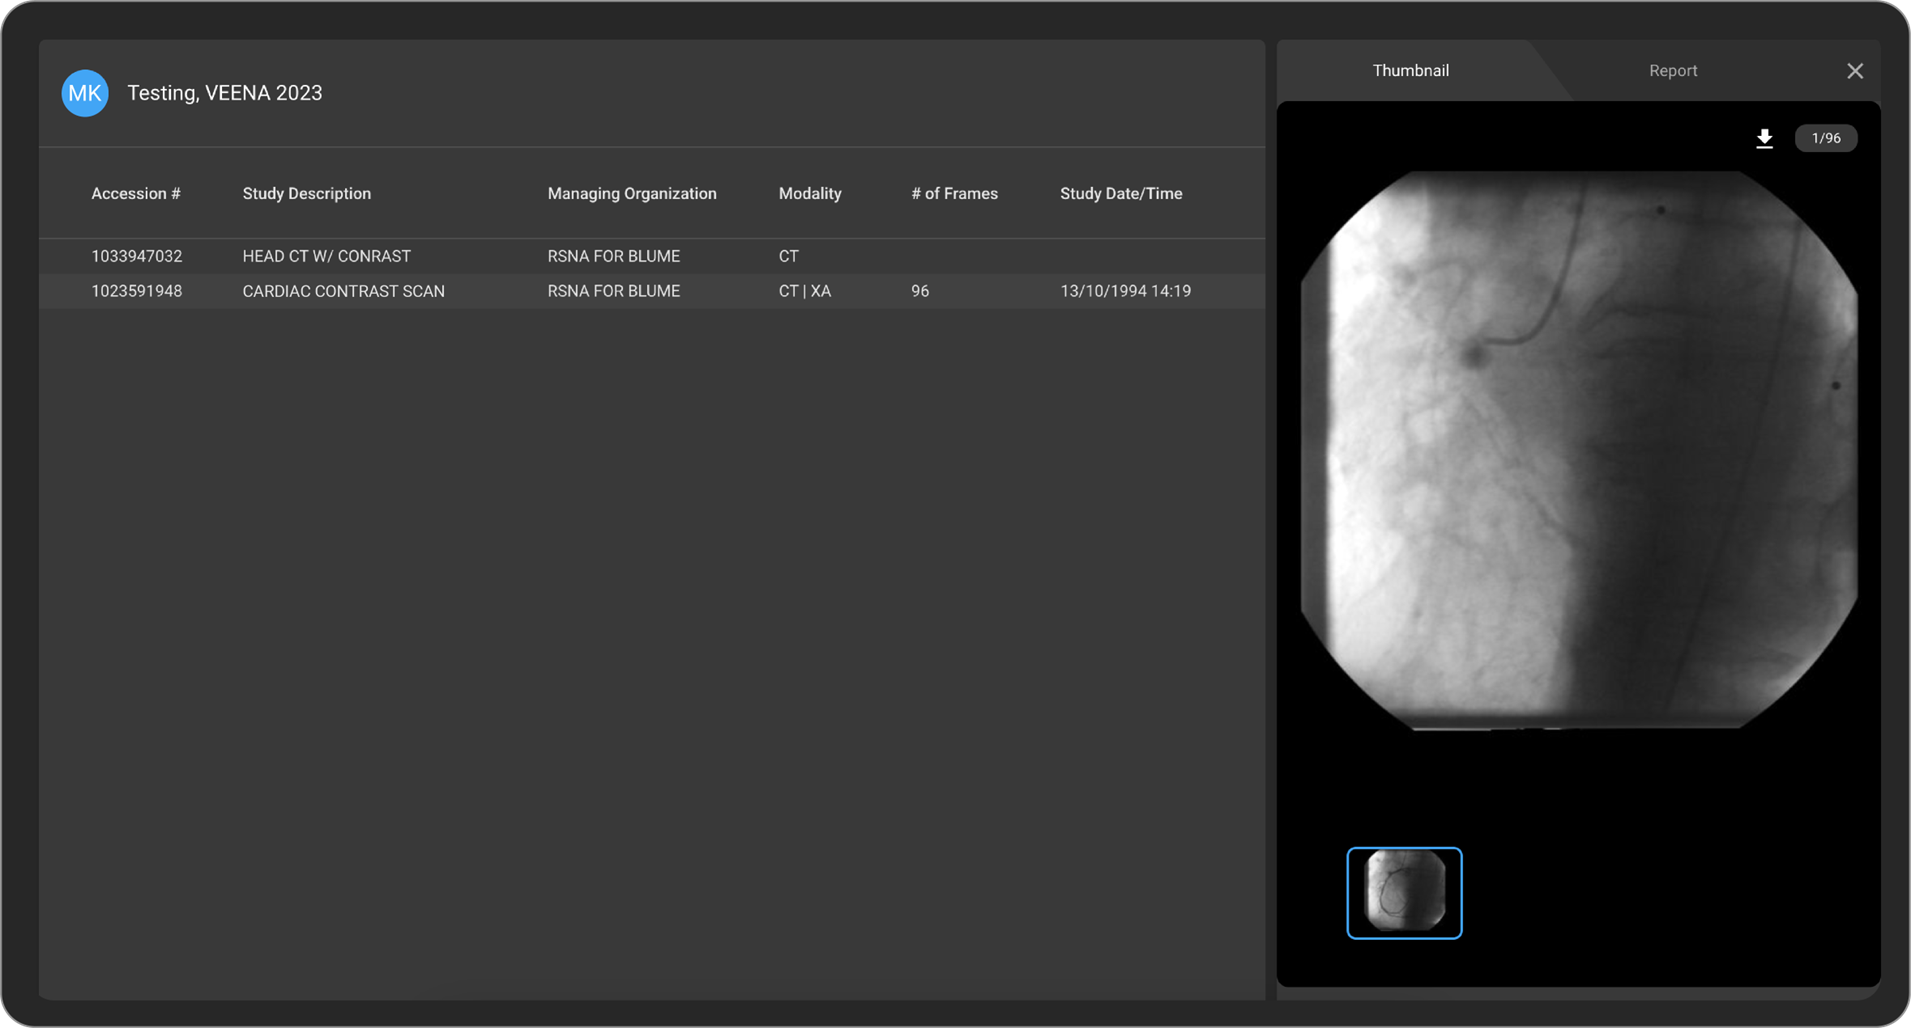 MK Testing, VEENA 2023
Accession # Study Description Managing Organization Modality # of Frames Study Date/Time
1033947032 HEAD CT W/ CONRAST RSNA FOR BLUME CT
1023591948 CARDIAC CONTRAST SCAN RSNA FOR BLUME CT | XA 96 13/10/1994 14:19
Thumbnail Report
1/96